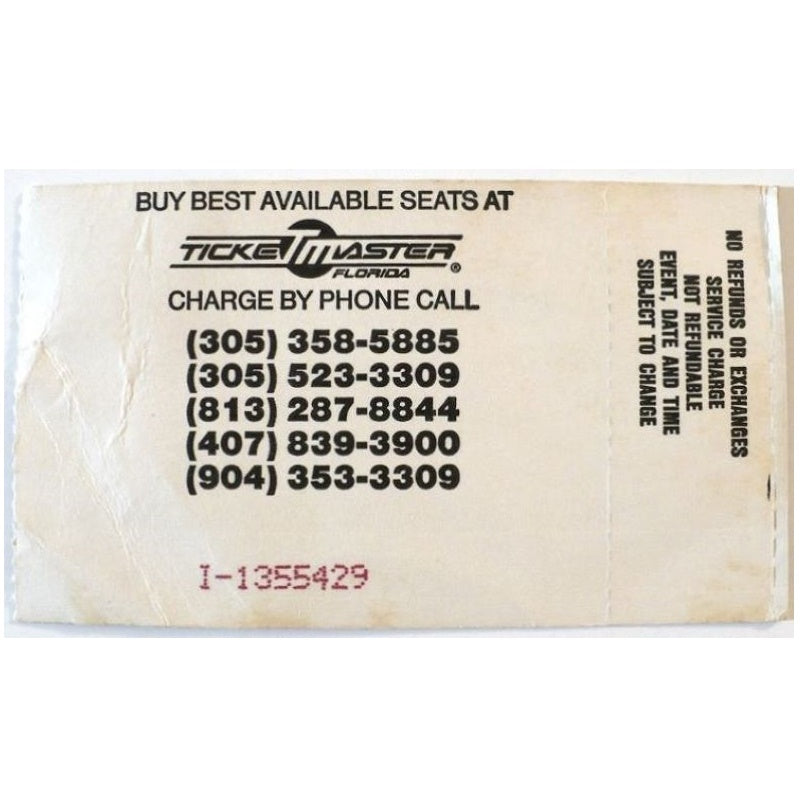 BUY BEST AVAILABLE SEATS AT
TICKETMASTER
FLORIDA ®
CHARGE BY PHONE CALL
(305) 358-5885
(305) 523-3309
(813) 287-8844
(407) 839-3900
(904) 353-3309
I-1355429
NO REFUNDS OR EXCHANGES
SERVICE CHARGE
NOT REFUNDABLE
EVENT, DATE AND TIME
SUBJECT TO CHANGE